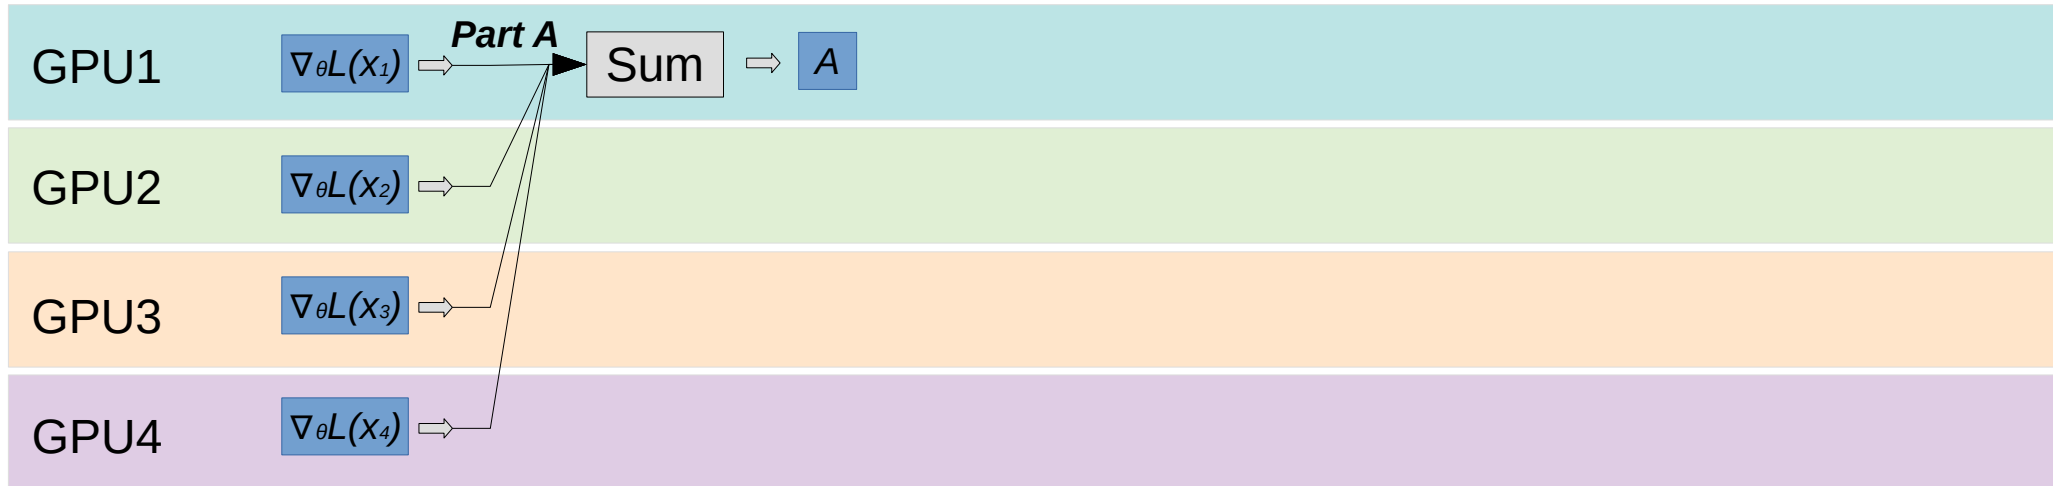 Part A
GPU1 ∇θL(x1) Sum A
GPU2 ∇θL(x2)
GPU3 ∇θL(x3)
GPU4 ∇θL(x4)